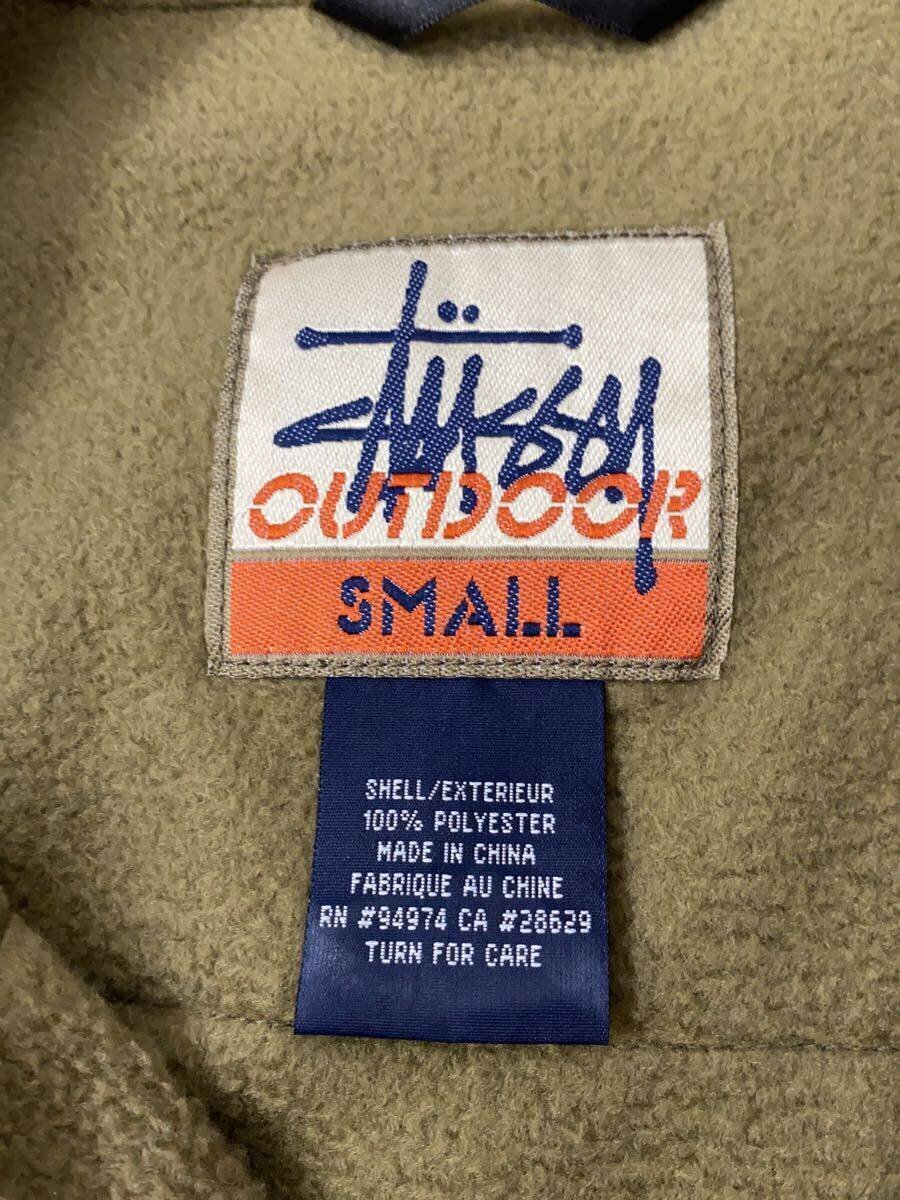 Stüssy
OUTDOOR
SMALL
SHELL/EXTERIEUR
100% POLYESTER
MADE IN CHINA
FABRIQUE AU CHINE
RN #94974 CA #28629
TURN FOR CARE